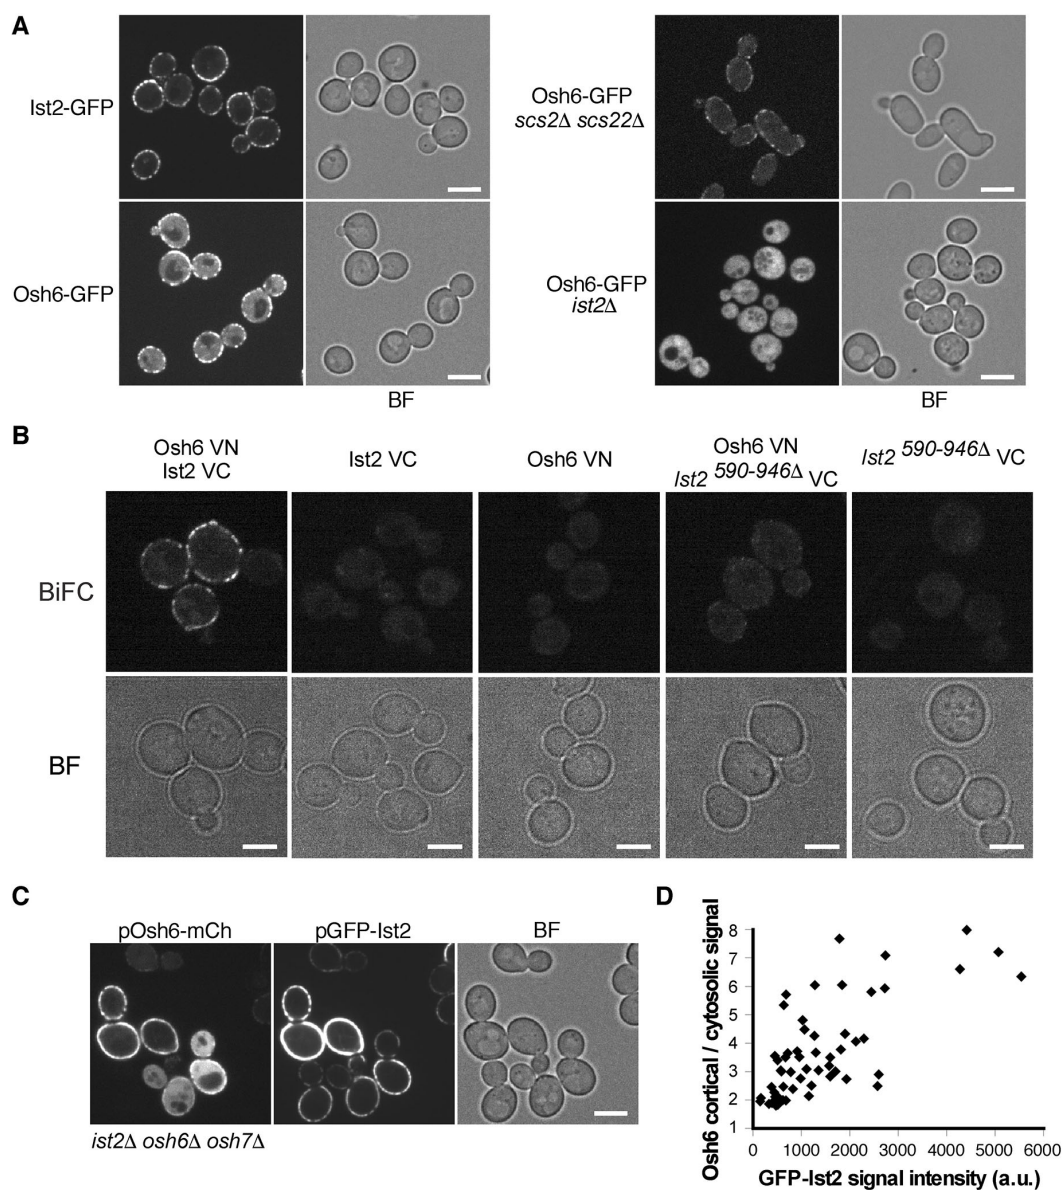 A
Ist2-GFP
Osh6-GFP
scs2Δ scs22Δ
Osh6-GFP
Osh6-GFP
ist2Δ
BF
BF
B
Osh6 VN
Ist2 VC
Ist2 VC
Osh6 VN
Osh6 VN
Ist2 590-946Δ VC
Ist2 590-946Δ VC
BiFC
BF
C
pOsh6-mCh
pGFP-Ist2
BF
ist2Δ osh6Δ osh7Δ
D
Osh6 cortical / cytosolic signal
8
7
6
5
4
3
2
1
0 1000 2000 3000 4000 5000 6000
GFP-Ist2 signal intensity (a.u.)